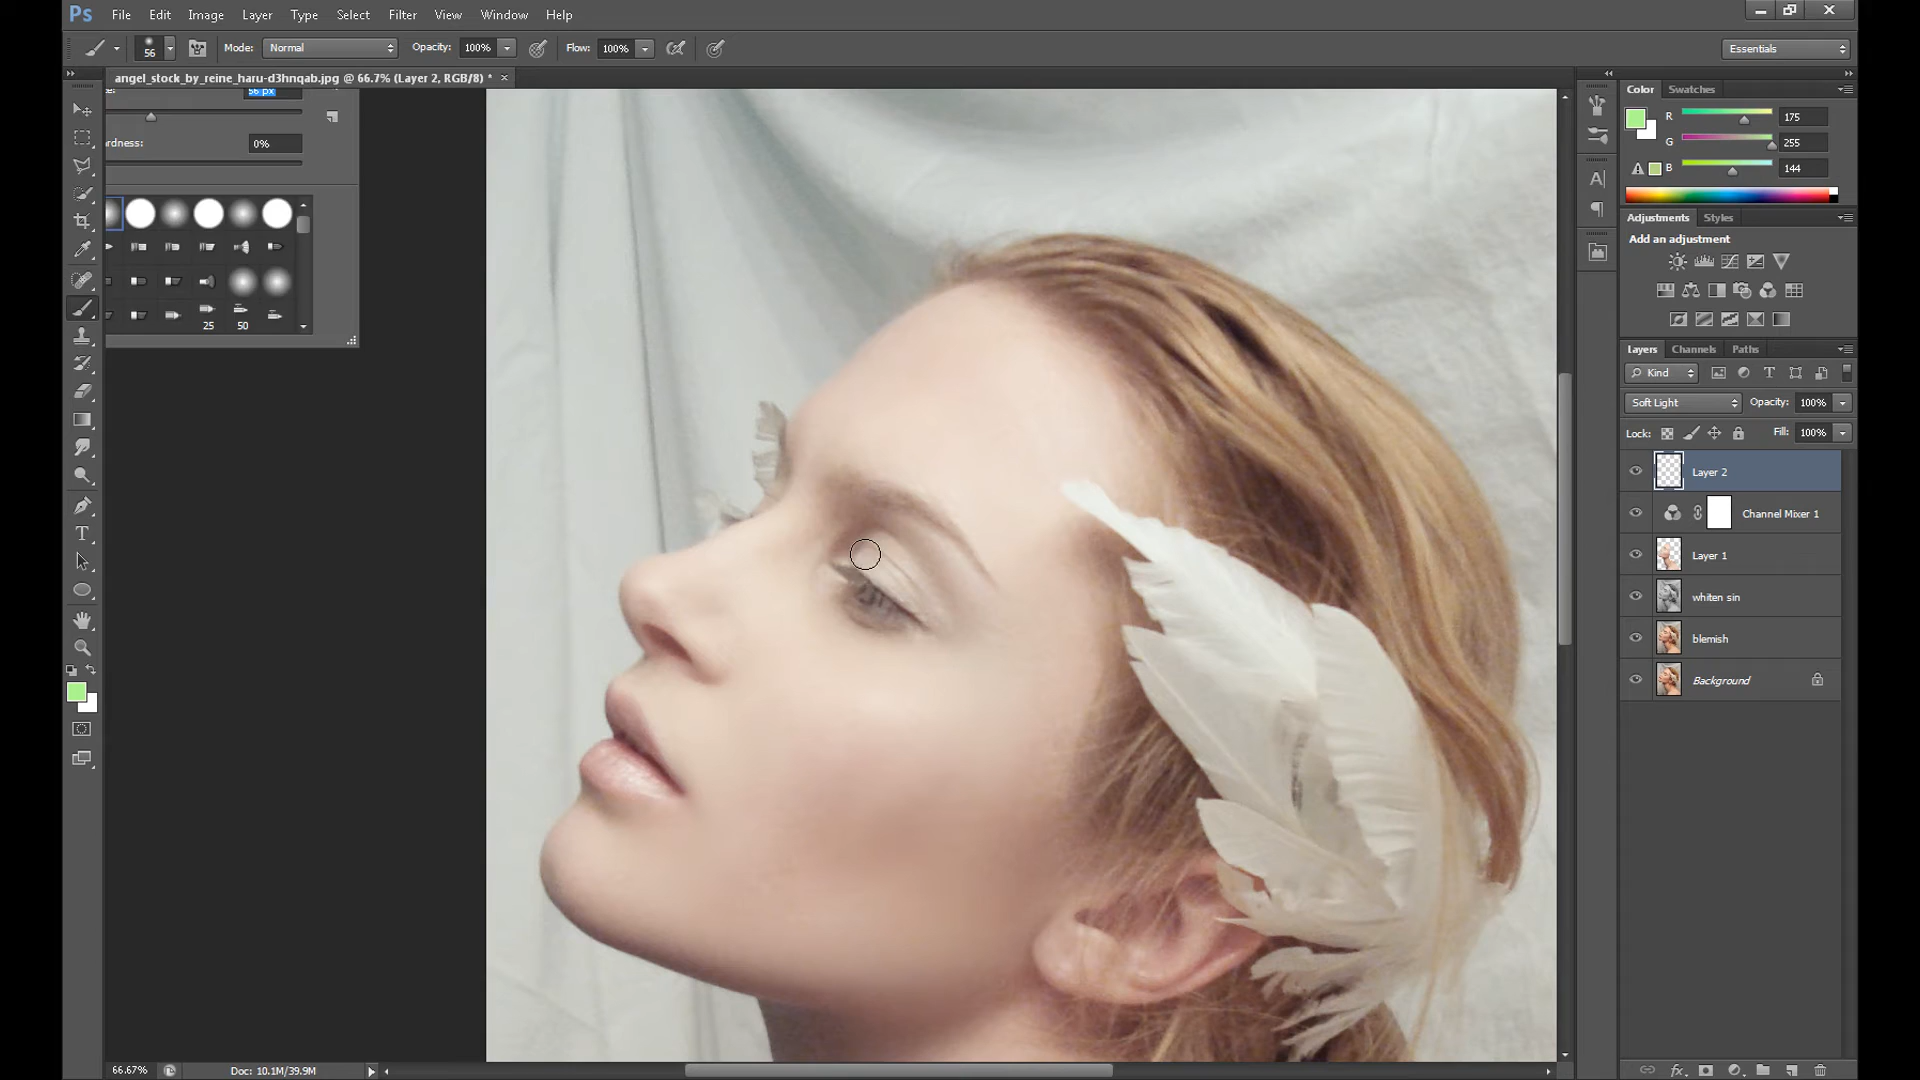 Ps File Edit Image Layer Type Select Filter View Window Help
56 Mode: Normal Opacity: 100% Flow: 100% Essentials
angel_stock_by_reine_haru-d3hnqab.jpg @ 66.7% (Layer 2, RGB/8) *
56 px
ardness: 0%
25 50
Color Swatches
R 175
G 255
B 144
Adjustments Styles
Add an adjustment
Layers Channels Paths
Kind
Soft Light Opacity: 100%
Lock: Fill: 100%
Layer 2
Channel Mixer 1
Layer 1
whiten sin
blemish
Background
66.67% Doc: 10.1M/39.9M